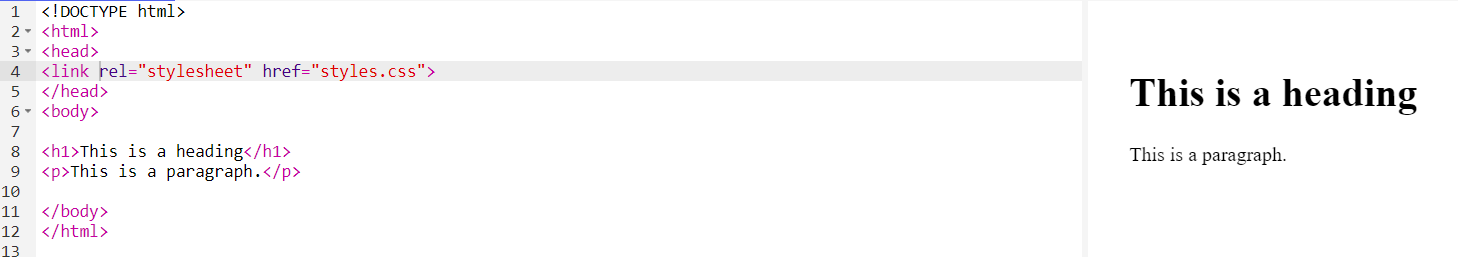 1 <!DOCTYPE html>
2 <html>
3 <head>
4 <link rel="stylesheet" href="styles.css">
5 </head>
6 <body>
7
8 <h1>This is a heading</h1>
9 <p>This is a paragraph.</p>
10
11 </body>
12 </html>
13
This is a heading
This is a paragraph.